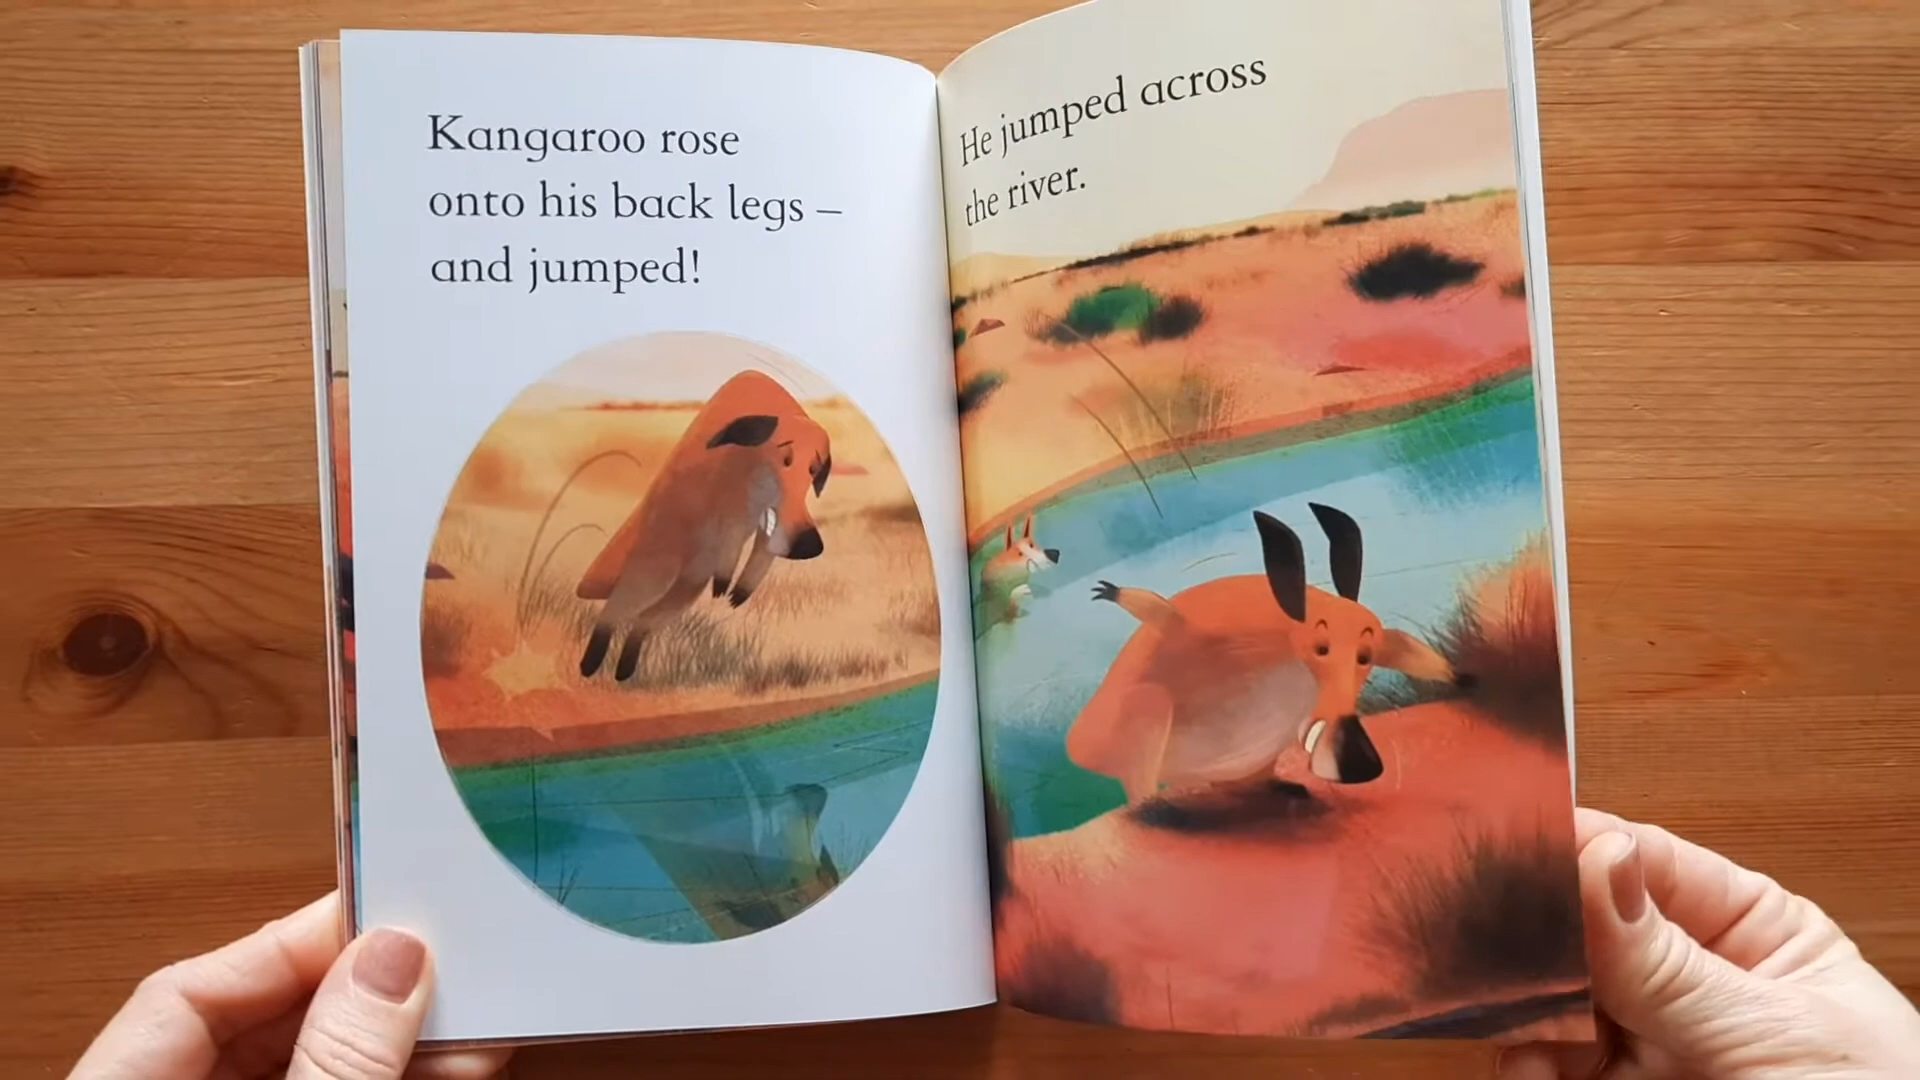 Kangaroo rose
onto his back legs –
and jumped!
He jumped across
the river.